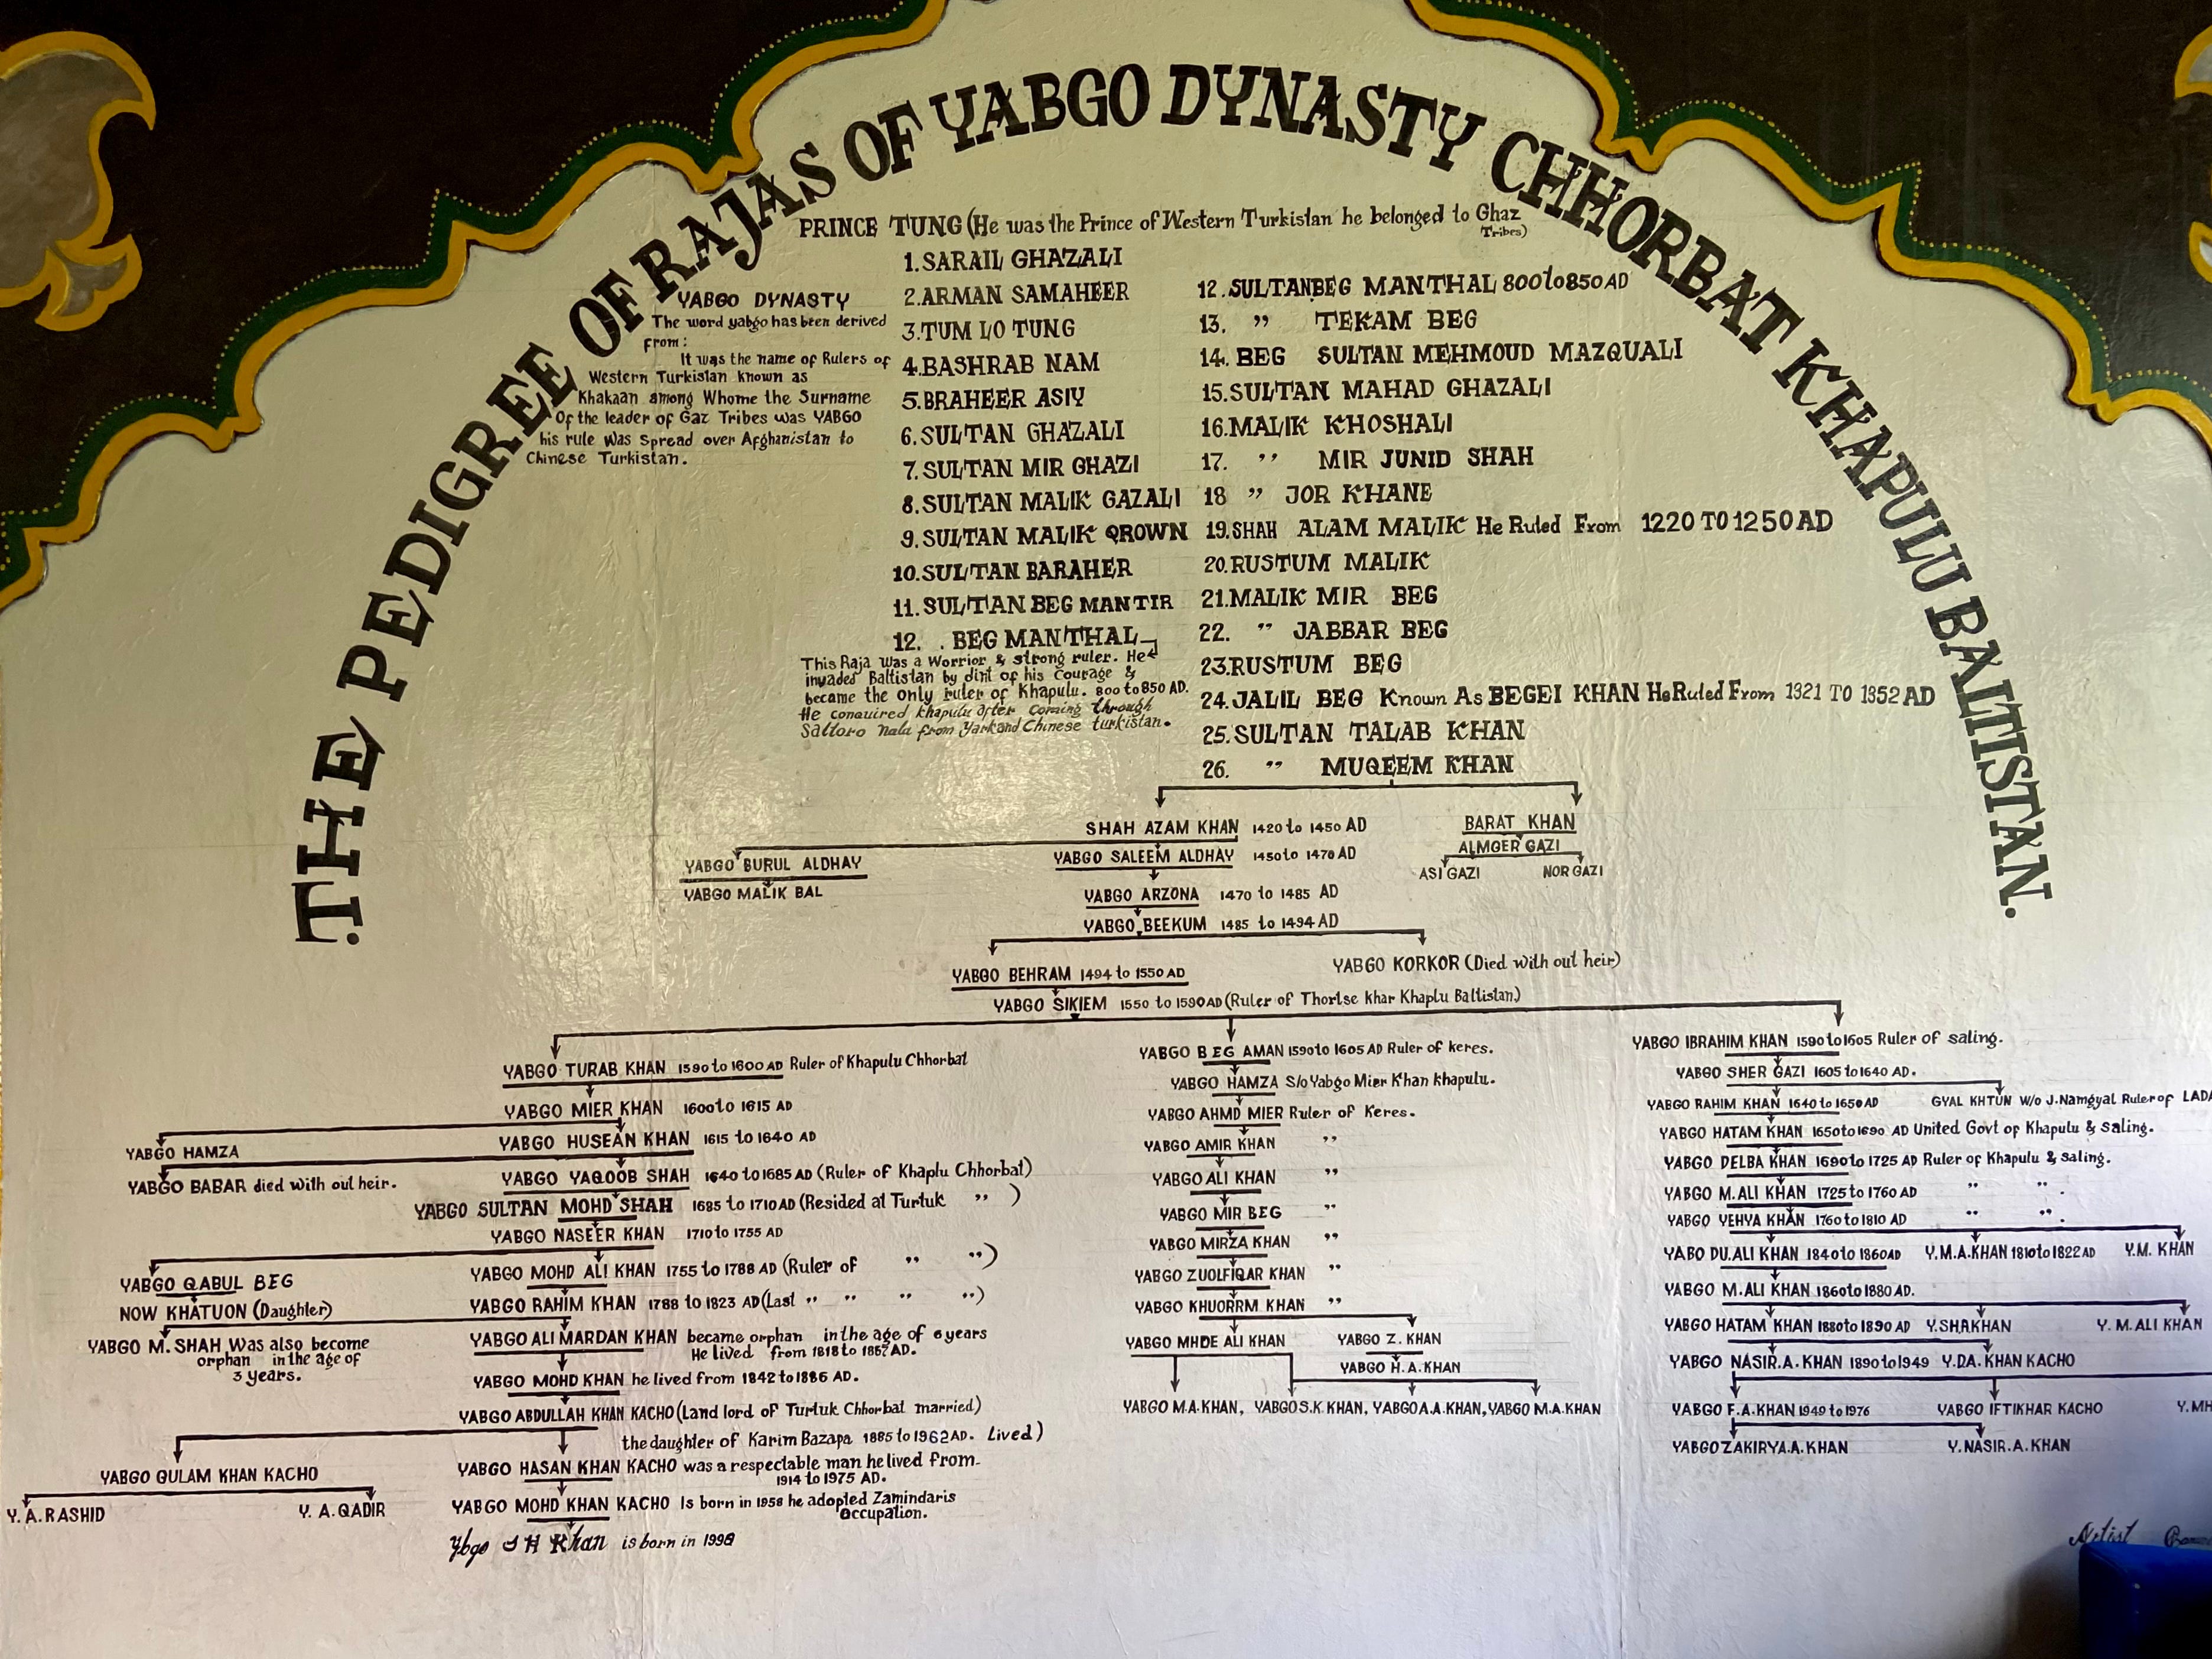 THE PEDIGREE OF RAJAS OF YABGO DYNASTY CHHORBAT KHAPULU BALTISTAN.
PRINCE TUNG (He was the Prince of Western Turkistan he belonged to Ghaz
Tribes)
YABGO DYNASTY
The word yabgo has been derived
from:
It was the name of Rulers of
Western Turkistan known as
Khakaan among Whome the Surname
Of the leader of Gaz Tribes was YABGO
his rule was spread over Afghanistan to
Chinese Turkistan.
1. SARAIL GHAZALI
2. ARMAN SAMAHEER
3. TUM LO TUNG
4. BASHRAB NAM
5. BRAHEER ASIY
6. SULTAN GHAZALI
7. SULTAN MIR GHAZI
8. SULTAN MALIK GAZALI
9. SULTAN MALIK QROWN
10. SULTAN BARAHER
11. SULTAN BEG MANTIR
12. . BEG MANTHAL
This Raja was a Worrior & strong ruler. He
invaded Baltistan by dint of his Courage &
became the only ruler of Khapulu. 800 to 850 AD.
He conquired khapulu after coming through
Saltoro nala from Yarkand Chinese turkistan.
12. SULTANBEG MANTHAL 800 to 850 AD
13. " TEKAM BEG
14. BEG SULTAN MEHMOUD MAZQUALI
15. SULTAN MAHAD GHAZALI
16. MALIK KHOSHALI
17. " MIR JUNID SHAH
18 " JOR KHANE
19. SHAH ALAM MALIK He Ruled From 1220 TO 1250 AD
20. RUSTUM MALIK
21. MALIK MIR BEG
22. " JABBAR BEG
23. RUSTUM BEG
24. JALIL BEG Known As BEGEI KHAN He Ruled From 1321 TO 1352 AD
25. SULTAN TALAB KHAN
26. " MUQEEM KHAN
SHAH AZAM KHAN 1420 to 1450 AD
BARAT KHAN
ALMGER GAZI
ASI GAZI NOR GAZI
YABGO BURUL ALDHAY
YABGO MALIK BAL
YABGO SALEEM ALDHAY 1450 to 1470 AD
YABGO ARZONA 1470 to 1485 AD
YABGO BEEKUM 1485 to 1494 AD
YABGO BEHRAM 1494 to 1550 AD
YABGO KORKOR (Died with out heir)
YABGO SIKIEM 1550 to 1590 AD (Ruler of Thortse khar Khaplu Baltistan)
YABGO TURAB KHAN 1590 to 1600 AD Ruler of Khapulu Chhorbat
YABGO MIER KHAN 1600 to 1615 AD
YABGO HAMZA
YABGO HUSEAN KHAN 1615 to 1640 AD
YABGO BABAR died with out heir.
YABGO YAQOOB SHAH 1640 to 1685 AD (Ruler of Khaplu Chhorbat)
YABGO SULTAN MOHD SHAH 1685 to 1710 AD (Resided at Turtuk " )
YABGO NASEER KHAN 1710 to 1755 AD
YABGO QABUL BEG
NOW KHATUON (Daughter)
YABGO MOHD ALI KHAN 1755 to 1788 AD (Ruler of " ")
YABGO RAHIM KHAN 1788 to 1823 AD (Last " " " ")
YABGO M. SHAH Was also become
orphan in the age of
3 years.
YABGO ALI MARDAN KHAN became orphan in the age of 6 years
He lived from 1818 to 1857 AD.
YABGO MOHD KHAN he lived from 1842 to 1886 AD.
YABGO ABDULLAH KHAN KACHO (Land lord of Turtuk Chhorbat married)
the daughter of Karim Bazapa 1885 to 1962 AD. Lived)
YABGO GULAM KHAN KACHO
Y. A. RASHID Y. A. QADIR
YABGO HASAN KHAN KACHO was a respectable man he lived from-
1914 to 1975 AD.
YABGO MOHD KHAN KACHO Is born in 1958 he adopted Zamindaris
occupation.
Ybgo S H Khan is born in 1998
YABGO BEG AMAN 1590 to 1605 AD Ruler of keres.
YABGO HAMZA S/o Yabgo Mier Khan khapulu.
YABGO AHMD MIER Ruler of Keres.
YABGO AMIR KHAN "
YABGO ALI KHAN "
YABGO MIR BEG "
YABGO MIRZA KHAN "
YABGO ZUOLFIQAR KHAN "
YABGO KHUORRM KHAN "
YABGO MHDE ALI KHAN
YABGO Z. KHAN
YABGO H.A. KHAN
YABGO M.A. KHAN, YABGO S.K. KHAN, YABGO A.A. KHAN, YABGO M.A. KHAN
YABGO IBRAHIM KHAN 1590 to 1605 Ruler of saling.
YABGO SHER GAZI 1605 to 1640 AD.
YABGO RAHIM KHAN 1640 to 1650 AD
GYAL KHTUN W/o J. Namgyal Ruler of LADA
YABGO HATAM KHAN 1650 to 1690 AD United Govt of Khapulu & saling.
YABGO DELBA KHAN 1690 to 1725 AD Ruler of Khapulu & saling.
YABGO M. ALI KHAN 1725 to 1760 AD " ".
YABGO YEHYA KHAN 1760 to 1810 AD " ".
YABO DU. ALI KHAN 1840 to 1860 AD Y.M.A. KHAN 1810 to 1822 AD Y.M. KHAN
YABGO M. ALI KHAN 1860 to 1880 AD.
YABGO HATAM KHAN 1880 to 1890 AD Y.SH.A.KHAN Y. M. ALI KHAN
YABGO NASIR. A. KHAN 1890 to 1949 Y.DA. KHAN KACHO
YABGO F.A. KHAN 1949 to 1976 YABGO IFTIKHAR KACHO Y. MH
YABGO ZAKIRYA.A. KHAN Y. NASIR. A. KHAN
Artist